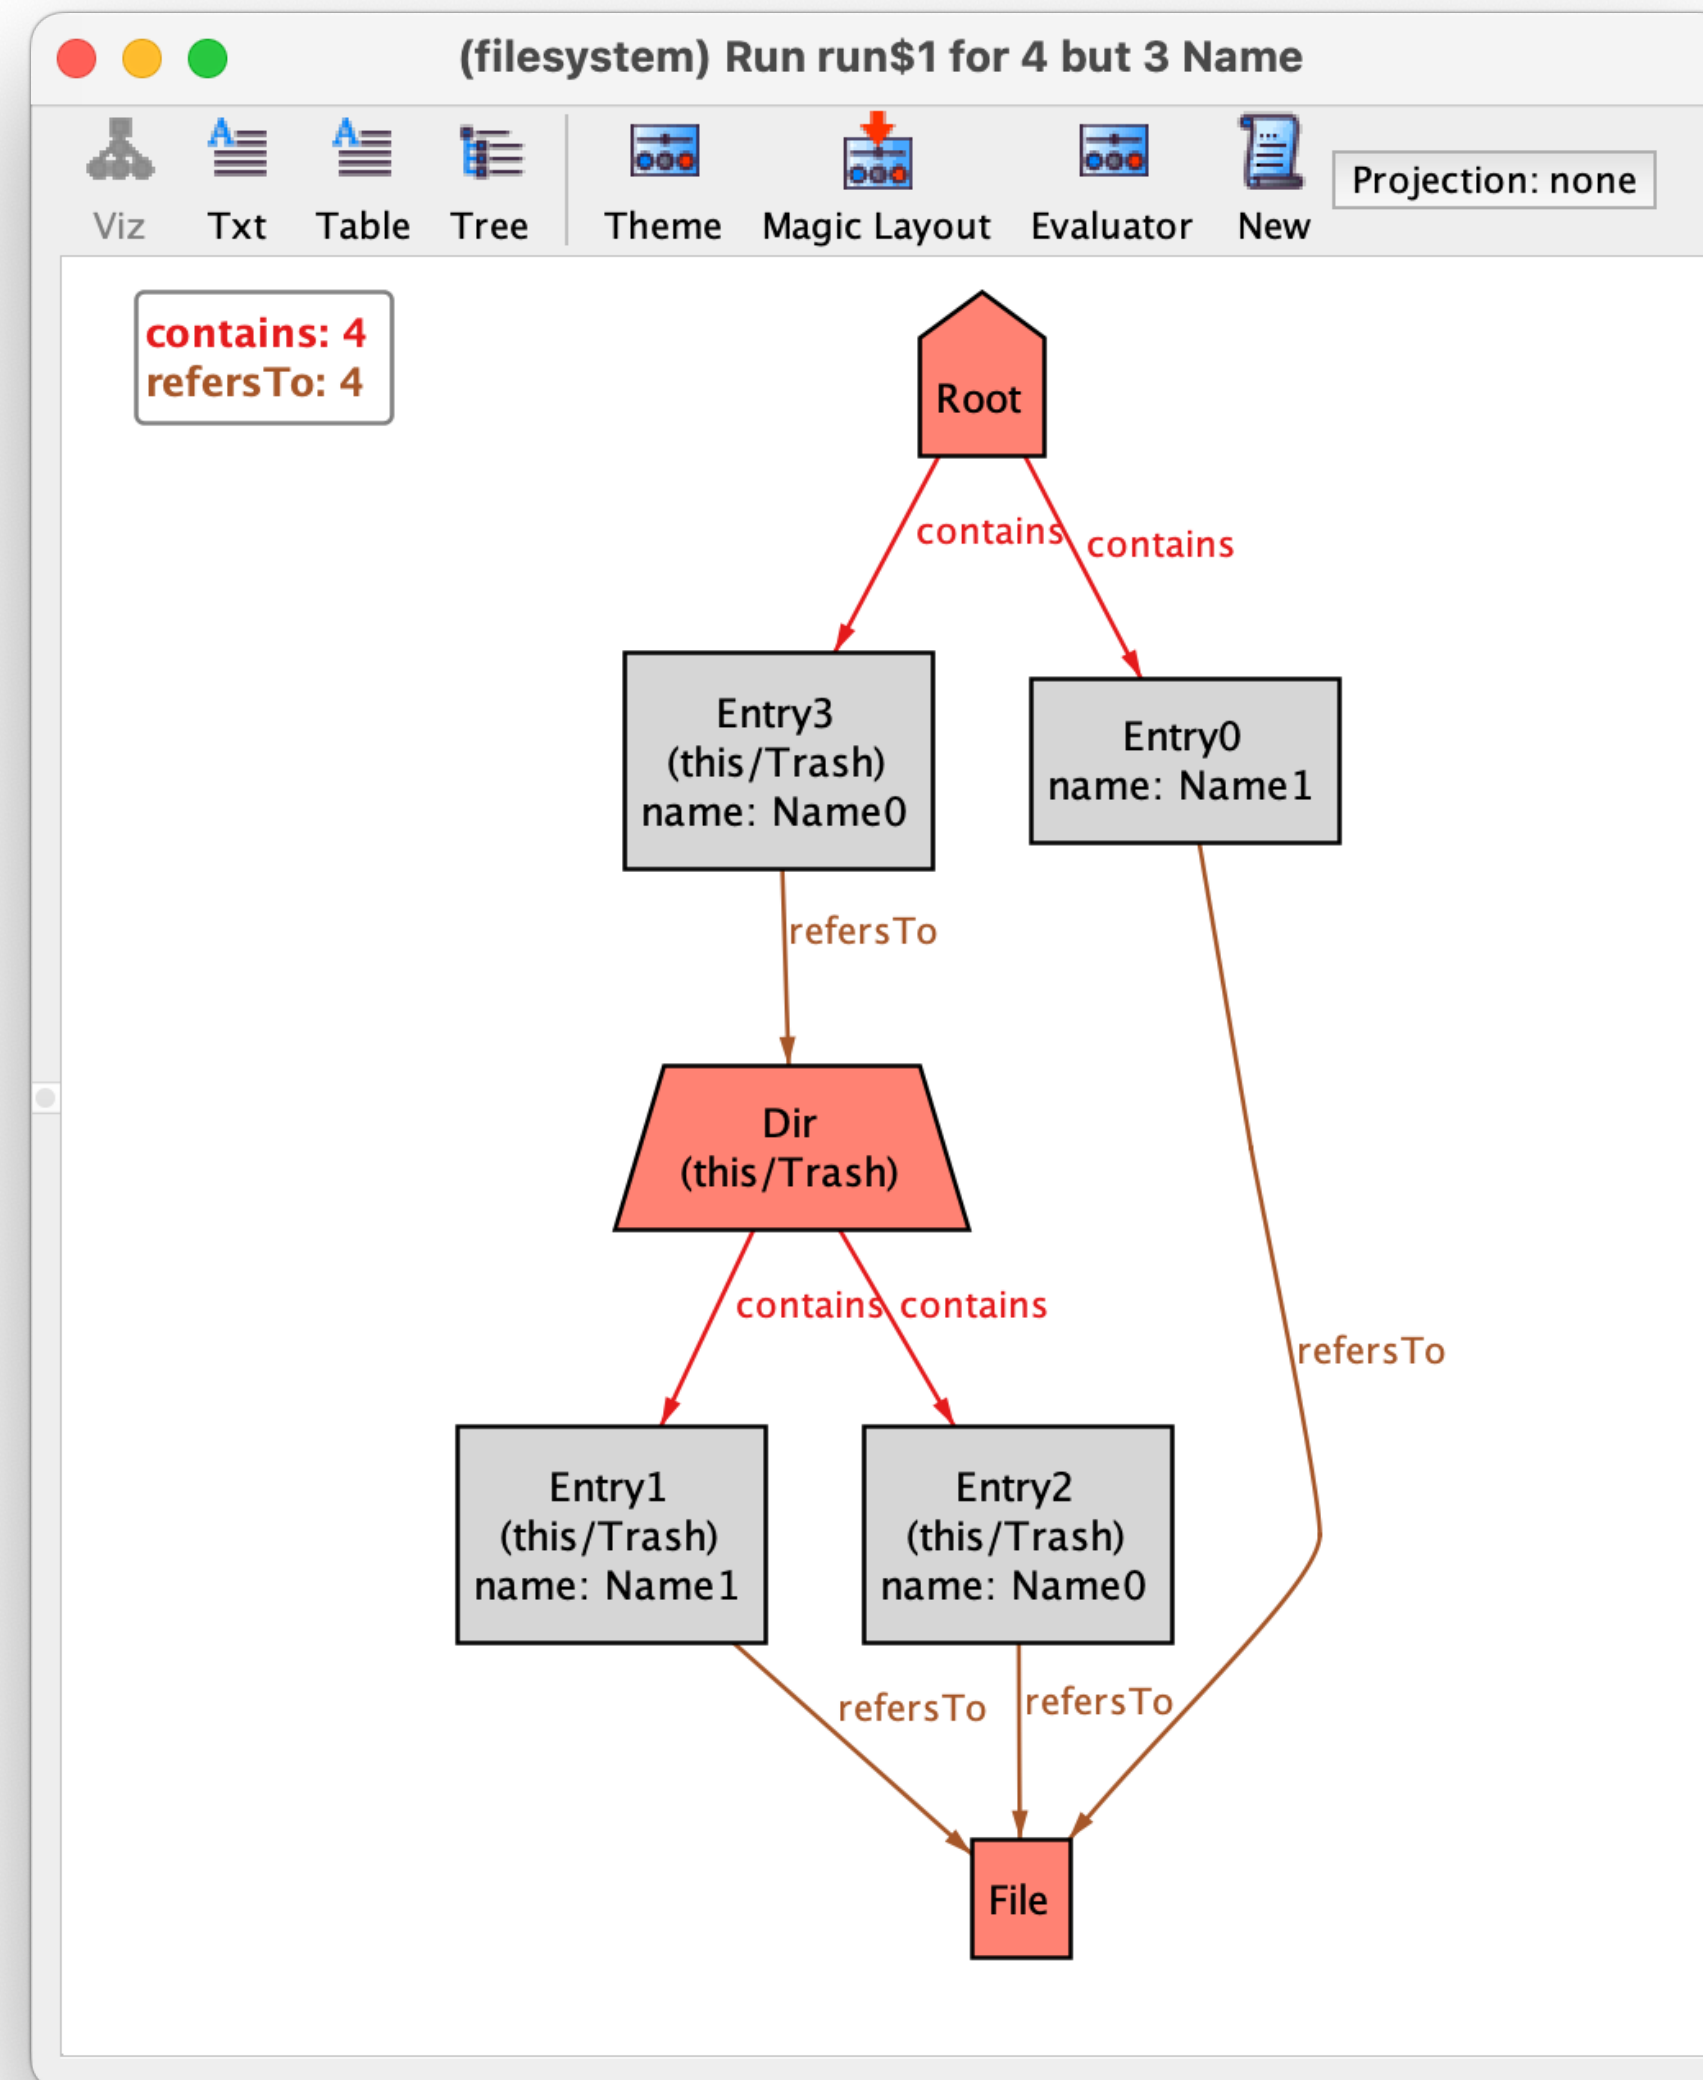 (filesystem) Run run$1 for 4 but 3 Name
Viz Txt Table Tree Theme Magic Layout Evaluator New Projection: none
contains: 4
refersTo: 4
Root
contains contains
Entry3
(this/Trash)
name: Name0
Entry0
name: Name1
refersTo
Dir
(this/Trash)
contains contains
refersTo
Entry1
(this/Trash)
name: Name1
Entry2
(this/Trash)
name: Name0
refersTo refersTo
File